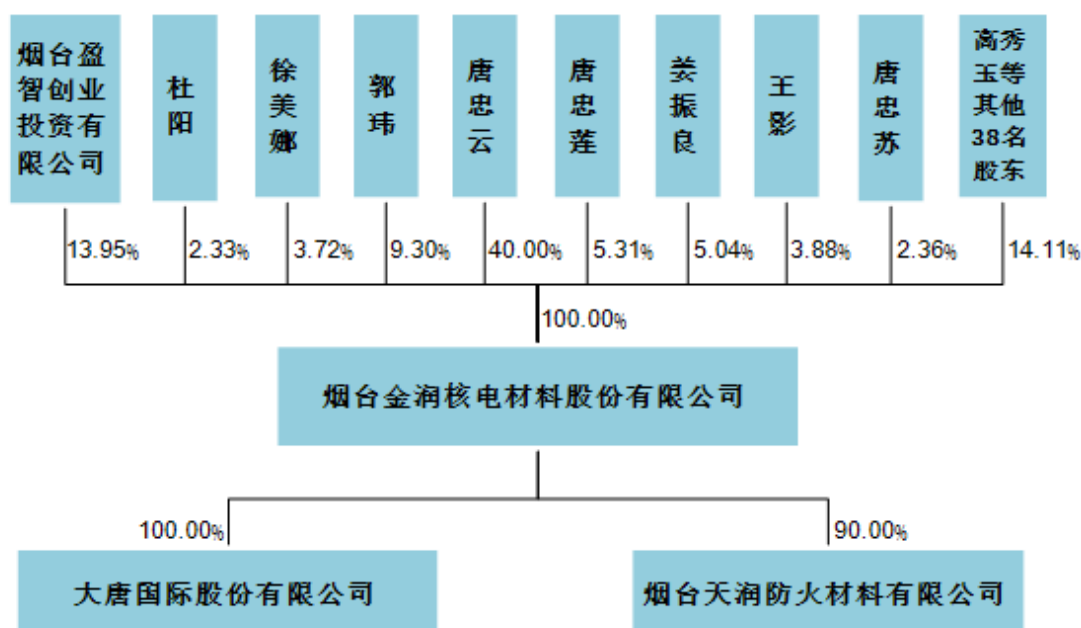 烟台盈
智创业
投资有
限公司
杜
阳
徐
美
娜
郭
玮
唐
忠
云
唐
忠
莲
姜
振
良
王
影
唐
忠
苏
高秀
玉等
其他
38名
股东
13.95%
2.33%
3.72%
9.30%
40.00%
5.31%
5.04%
3.88%
2.36%
14.11%
100.00%
烟台金润核电材料股份有限公司
100.00%
90.00%
大唐国际股份有限公司
烟台天润防火材料有限公司